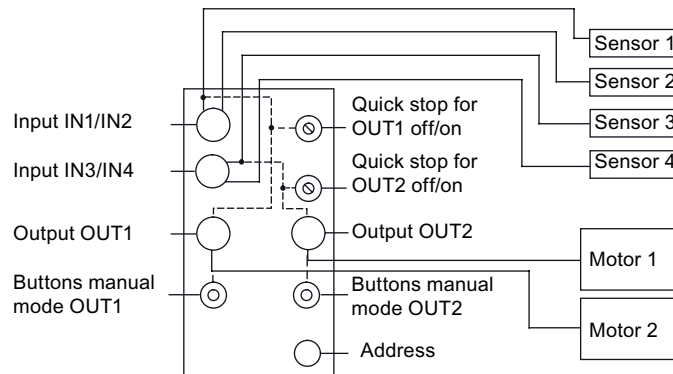 Sensor 1
Sensor 2
Sensor 3
Sensor 4
Input IN1/IN2
Input IN3/IN4
Output OUT1
Buttons manual
mode OUT1
Quick stop for
OUT1 off/on
Quick stop for
OUT2 off/on
Output OUT2
Buttons manual
mode OUT2
Address
Motor 1
Motor 2